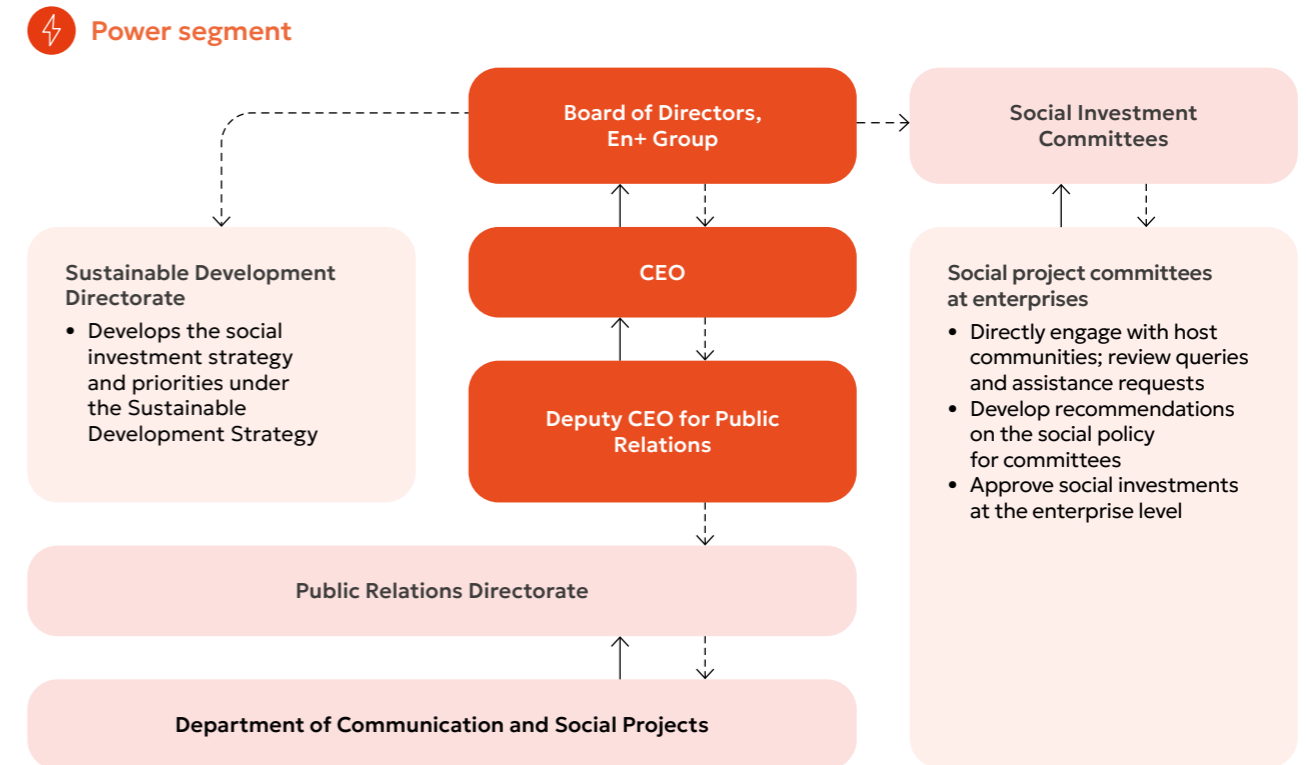 Power segment
Board of Directors,
En+ Group
Social Investment
Committees
Sustainable Development
Directorate
• Develops the social
investment strategy
and priorities under
the Sustainable
Development Strategy
CEO
Deputy CEO for Public
Relations
Social project committees
at enterprises
• Directly engage with host
communities; review queries
and assistance requests
• Develop recommendations
on the social policy
for committees
• Approve social investments
at the enterprise level
Public Relations Directorate
Department of Communication and Social Projects